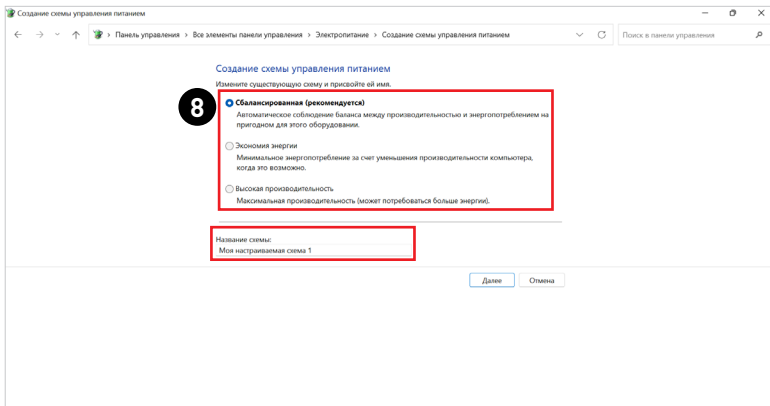 Создание схемы управления питанием
Панель управления > Все элементы панели управления > Электропитание > Создание схемы управления питанием
Поиск в панели управления
Создание схемы управления питанием
Измените существующую схему и присвойте ей имя.
8
Сбалансированная (рекомендуется)
Автоматическое соблюдение баланса между производительностью и энергопотреблением на
пригодном для этого оборудовании.
Экономия энергии
Минимальное энергопотребление за счет уменьшения производительности компьютера,
когда это возможно.
Высокая производительность
Максимальная производительность (может потребоваться больше энергии).
Название схемы:
Моя настраиваемая схема 1
Далее
Отмена